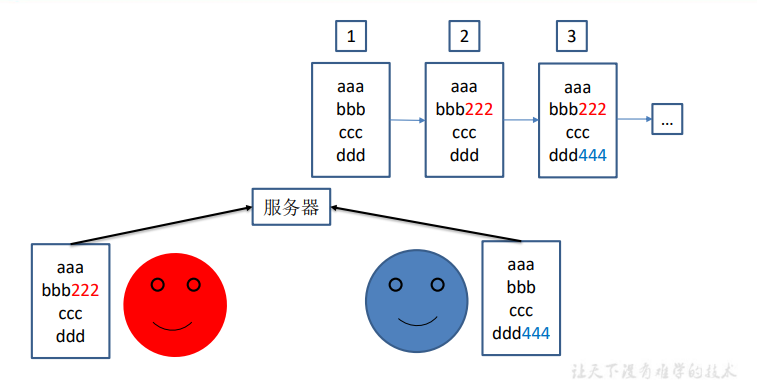 1
2
3
aaa
bbb
ccc
ddd
aaa
bbb222
ccc
ddd
aaa
bbb222
ccc
ddd444
...
服务器
aaa
bbb222
ccc
ddd
aaa
bbb
ccc
ddd444
让天下没有难学的技术